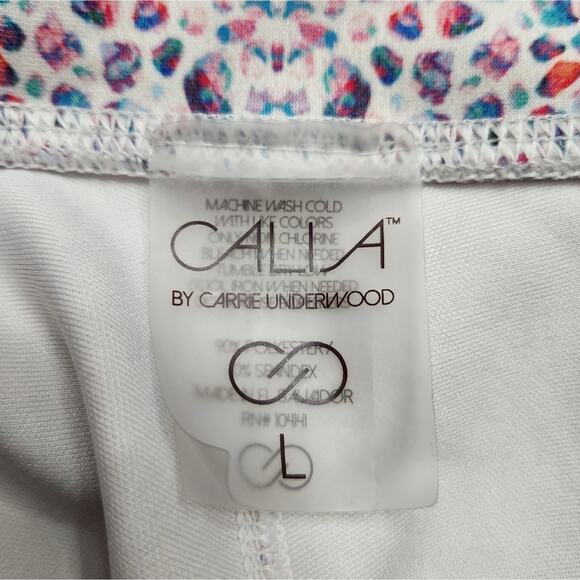 MACHINE WASH COLD
WITH LIKE COLORS
CALIA™
ONLY NON CHLORINE
BLEACH WHEN NEEDED
TUMBLE DRY LOW
COOL IRON WHEN NEEDED
BY CARRIE UNDERWOOD
90% POLYESTER/
10% SPANDEX
MADE IN EL SALVADOR
RN# 104141
L